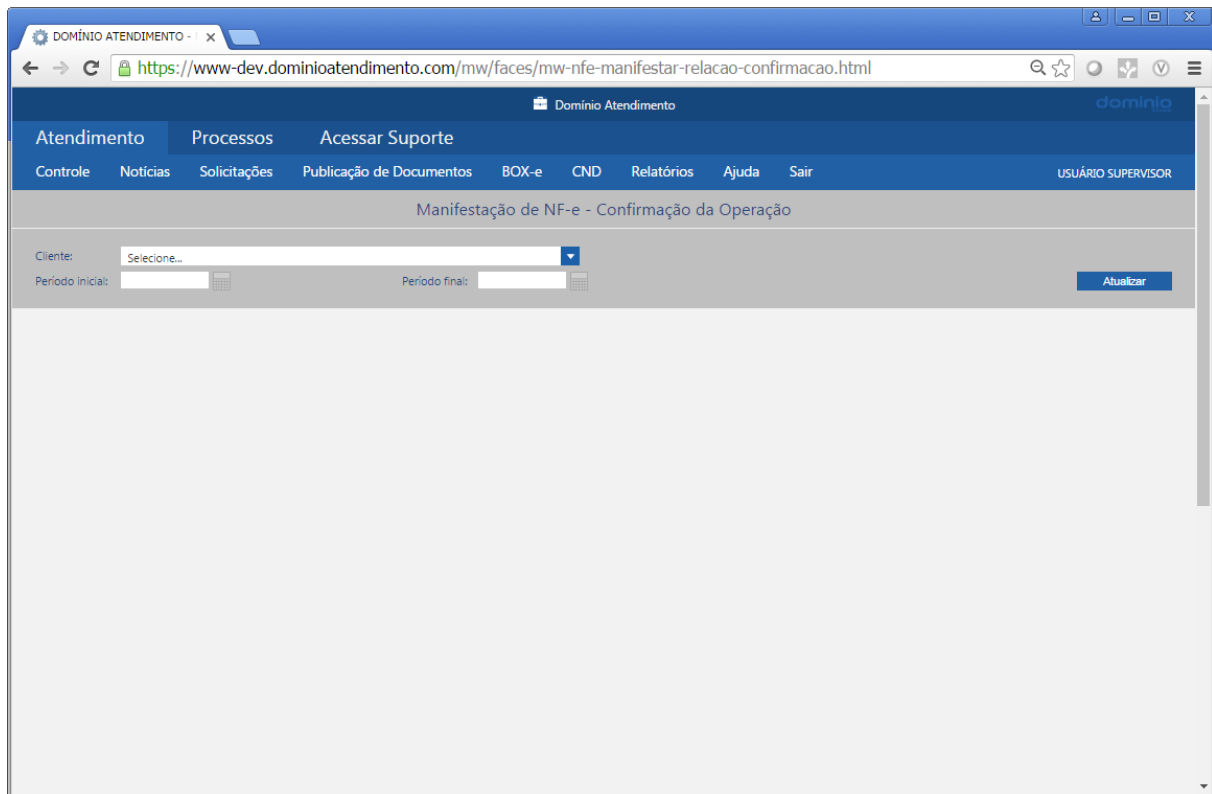 DOMÍNIO ATENDIMENTO -
https://www-dev.dominioatendimento.com/mw/faces/mw-nfe-manifestar-relacao-confirmacao.html
Domínio Atendimento
domínio
Atendimento Processos Acessar Suporte
Controle Notícias Solicitações Publicação de Documentos BOX-e CND Relatórios Ajuda Sair USUÁRIO SUPERVISOR
Manifestação de NF-e - Confirmação da Operação
Cliente: Selecione...
Período inicial: Período final: Atualizar